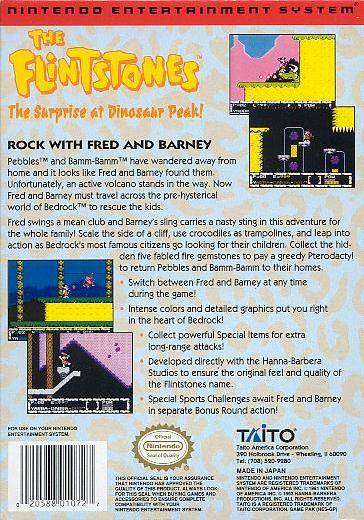 NINTENDO ENTERTAINMENT SYSTEM®
THE
FLINTSTONES™
The Surprise at Dinosaur Peak!
ROCK WITH FRED AND BARNEY
Pebbles™ and Bamm-Bamm™ have wandered away from
home and it looks like Fred and Barney found them.
Unfortunately, an active volcano stands in the way. Now
Fred and Barney must travel across the pre-hysterical
world of Bedrock™ to rescue the kids.
Fred swings a mean club and Barney's sling carries a nasty sting in this adventure for
the whole family! Scale the side of a cliff, use crocodiles as trampolines, and leap into
action as Bedrock's most famous citizens go looking for their children. Collect the hid-
den five fabled fire gemstones to pay a greedy Pterodactyl
to return Pebbles and Bamm-Bamm to their homes.
• Switch between Fred and Barney at any time
during the game!
• Intense colors and detailed graphics put you right
in the heart of Bedrock!
• Collect powerful Special Items for extra
long-range attacks!
• Developed directly with the Hanna-Barbera
Studios to ensure the original feel and quality of
the Flintstones name.
• Special Sports Challenges await Fred and Barney
in separate Bonus Round action!
FOR USE ON YOUR NINTENDO
ENTERTAINMENT SYSTEM.
0 20588 01072 7
Official
Nintendo
Seal of Quality
THIS OFFICIAL SEAL IS YOUR ASSURANCE
THAT NINTENDO HAS APPROVED THE
QUALITY OF THIS PRODUCT. ALWAYS LOOK
FOR THIS SEAL WHEN BUYING GAMES AND
ACCESSORIES TO ENSURE COMPLETE
COMPATIBILITY WITH YOUR NINTENDO
ENTERTAINMENT SYSTEM.
TAITO
Taito America Corporation
390 Holbrook Drive - Wheeling, Il 60090
Tel: (708) 520-9280
MADE IN JAPAN
NINTENDO AND NINTENDO ENTERTAINMENT
SYSTEM ARE REGISTERED TRADEMARKS OF
NINTENDO OF AMERICA INC. © 1991 NINTENDO
OF AMERICA INC. © 1993 HANNA-BARBERA
PRODUCTIONS, INC. ALL RIGHTS RESERVED.
TAITO IS A REGISTERED TRADEMARK OF
TAITO CORPORATION. GAME PAK (NES-GP)